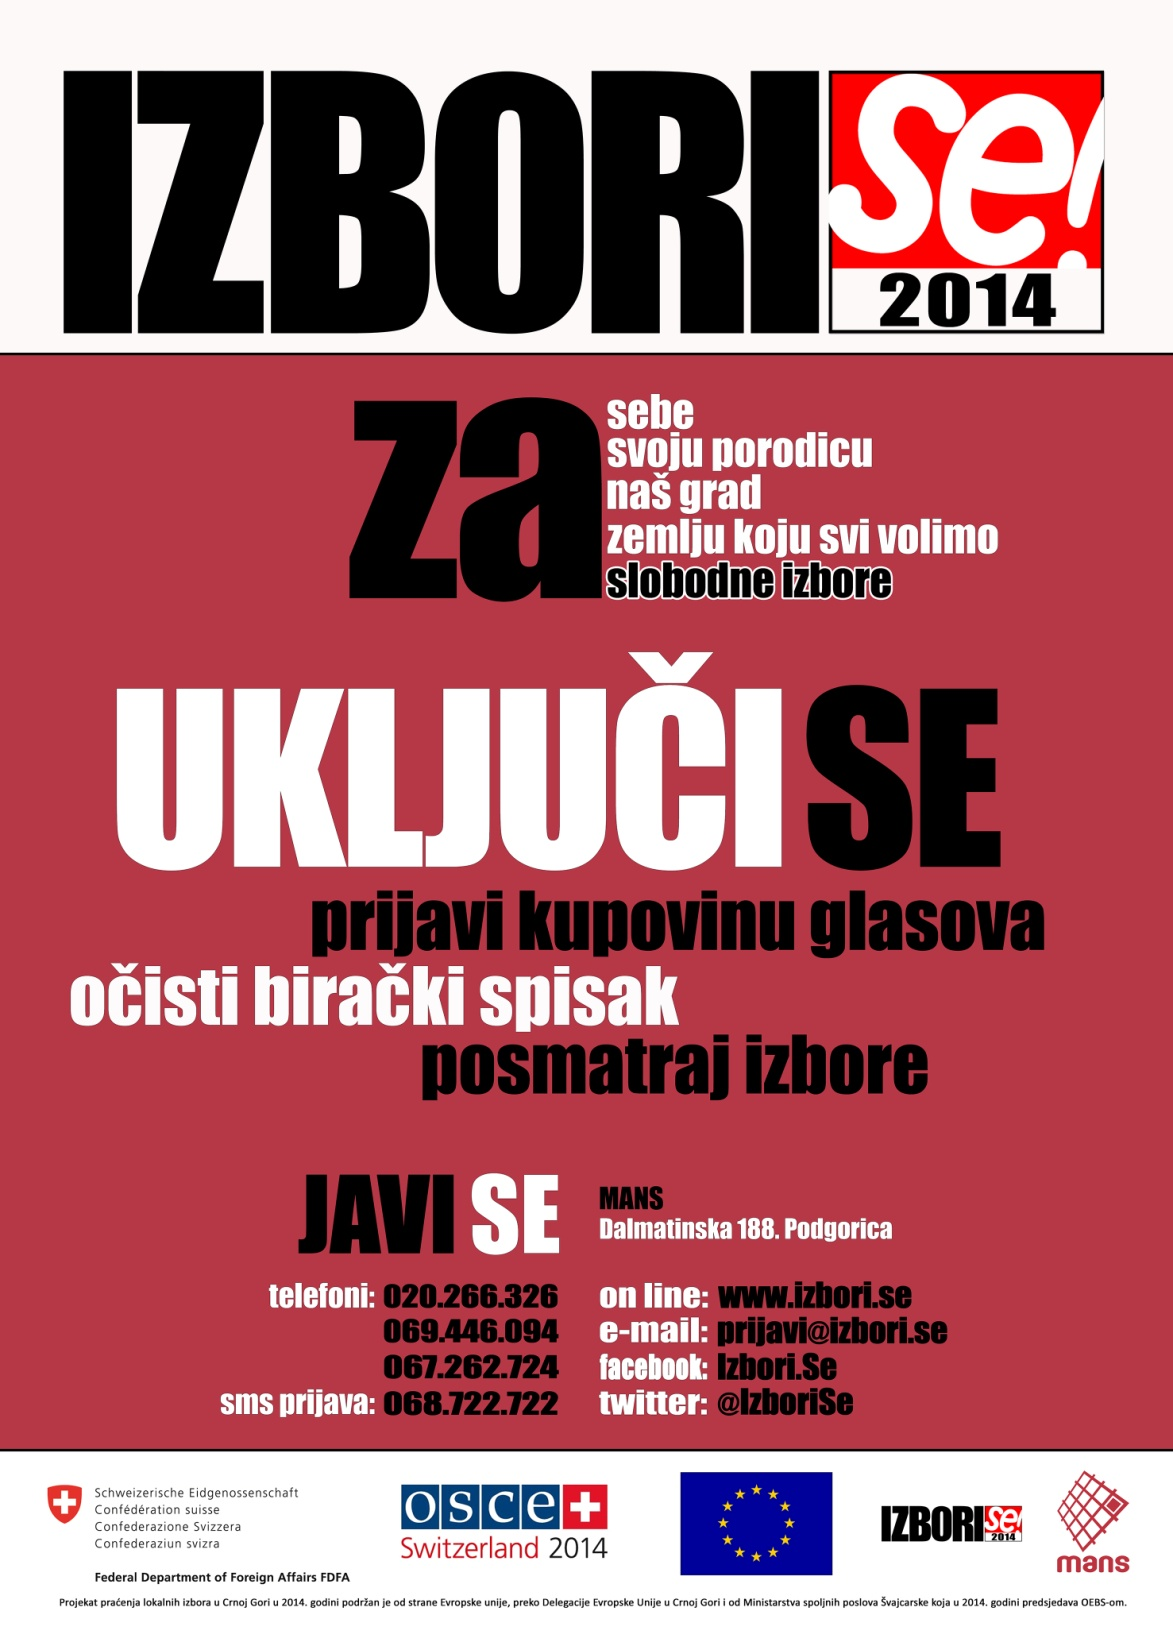 IZBORI se!
2014
za sebe
svoju porodicu
naš grad
zemlju koju svi volimo
slobodne izbore
UKLJUČI SE
prijavi kupovinu glasova
očisti birački spisak
posmatraj izbore
JAVI SE
MANS
Dalmatinska 188. Podgorica
telefoni: 020.266.326
069.446.094
067.262.724
sms prijava: 068.722.722
on line: www.izbori.se
e-mail: prijavi@izbori.se
facebook: Izbori.Se
twitter: @IzboriSe
Schweizerische Eidgenossenschaft
Confédération suisse
Confederazione Svizzera
Confederaziun svizra
Federal Department of Foreign Affairs FDFA
osce
Switzerland 2014
IZBORI se!
2014
mans
Projekat praćenja lokalnih izbora u Crnoj Gori u 2014. godini podržan je od strane Evropske unije, preko Delegacije Evropske Unije u Crnoj Gori i od Ministarstva spoljnih poslova Švajcarske koja u 2014. godini predsjedava OEBS-om.